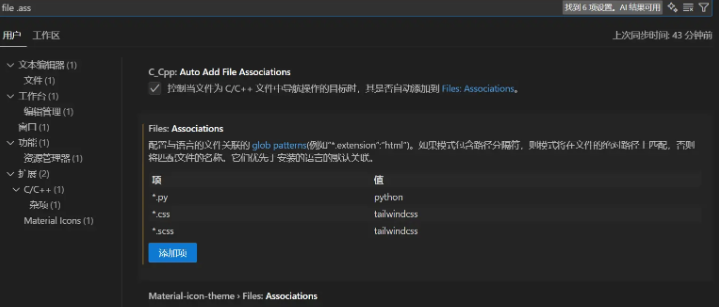 file .ass
找到 6 项设置。AI 结果可用
用户 工作区
上次同步时间: 43 分钟前
文本编辑器 (1)
文件 (1)
工作台 (1)
编辑管理 (1)
窗口 (1)
功能 (1)
资源管理器 (1)
扩展 (2)
C/C++ (1)
杂项 (1)
Material Icons (1)
C_Cpp: Auto Add File Associations
控制当文件为 C/C++ 文件中导航操作的目标时，其是否自动添加到 Files: Associations。
Files: Associations
配置与语言的文件关联的 glob patterns(例如"*.extension":"html")。如果模式包含路径分隔符，则模式将在文件的绝对路径上匹配，否则
将匹配文件的名称。它们优先于安装的语言的默认关联。
项 值
*.py python
*.css tailwindcss
*.scss tailwindcss
添加项
Material-icon-theme › Files: Associations